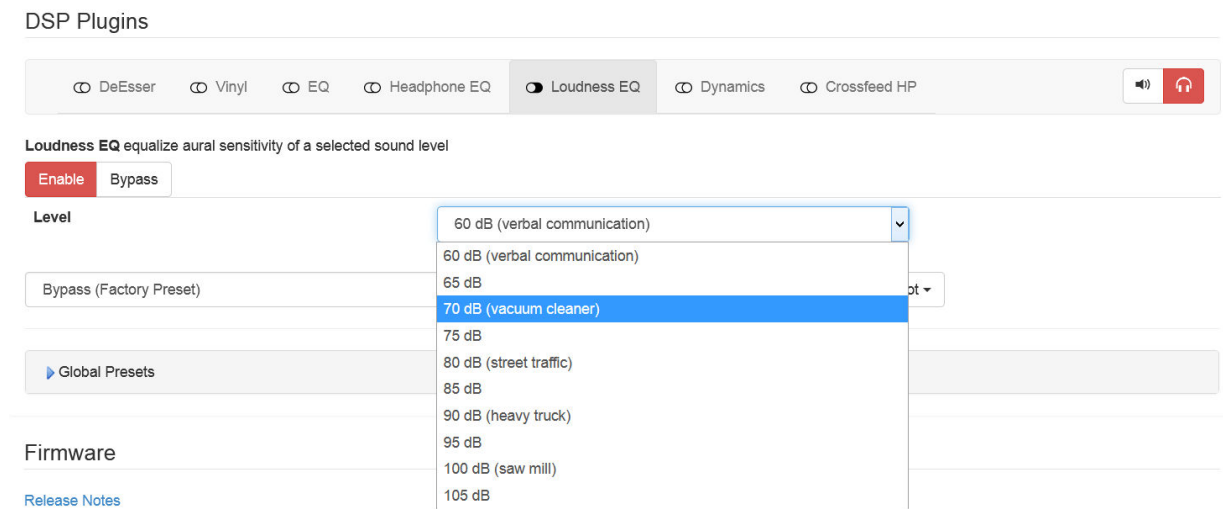 DSP Plugins
DeEsser Vinyl EQ Headphone EQ Loudness EQ Dynamics Crossfeed HP
Loudness EQ equalize aural sensitivity of a selected sound level
Enable Bypass
Level
60 dB (verbal communication)
60 dB (verbal communication)
65 dB
Bypass (Factory Preset)
70 dB (vacuum cleaner)
75 dB
80 dB (street traffic)
Global Presets
85 dB
90 dB (heavy truck)
95 dB
Firmware
100 dB (saw mill)
105 dB
Release Notes